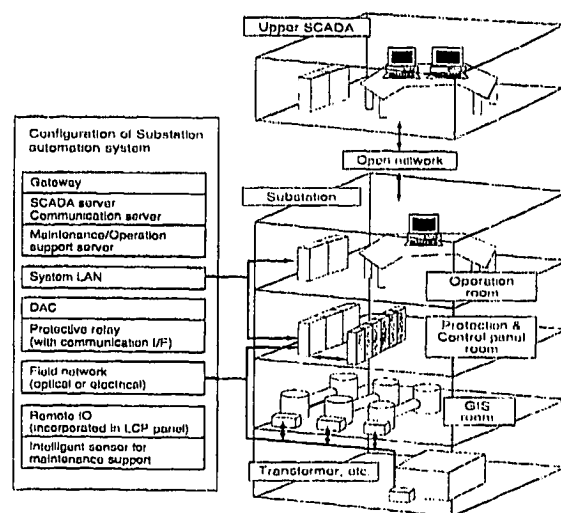 Upper SCADA
Open network
Configuration of Substation
automation system
Gateway
SCADA server
Communication server
Maintenance/Operation
support server
System LAN
DAC
Protective relay
(with communication I/F)
Field network
(optical or electrical)
Remote IO
(incorporated in LCP panel)
Intelligent sensor for
maintenance support
Substation
Operation
room
Protection &
Control panel
room
GIS
room
Transformer, etc.